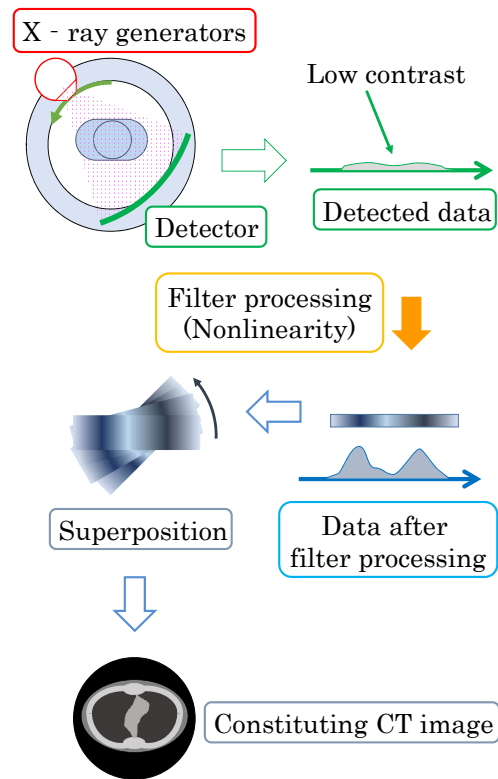 X - ray generators
Low contrast
Detector
Detected data
Filter processing
(Nonlinearity)
Superposition
Data after
filter processing
Constituting CT image